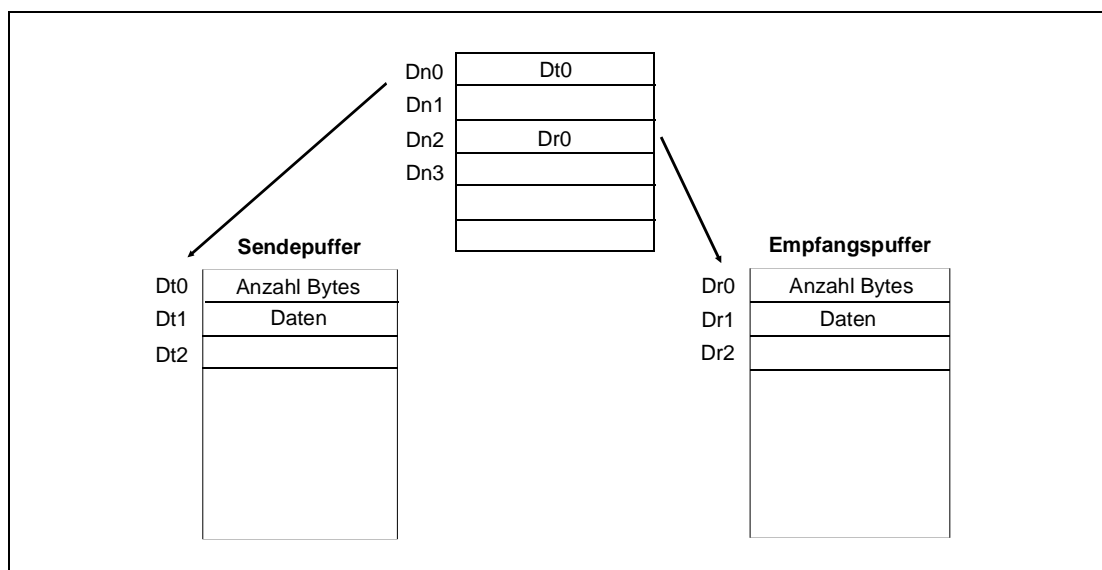 Dn0 Dt0
Dn1
Dn2 Dr0
Dn3
Sendepuffer
Dt0 Anzahl Bytes
Dt1 Daten
Dt2
Empfangspuffer
Dr0 Anzahl Bytes
Dr1 Daten
Dr2